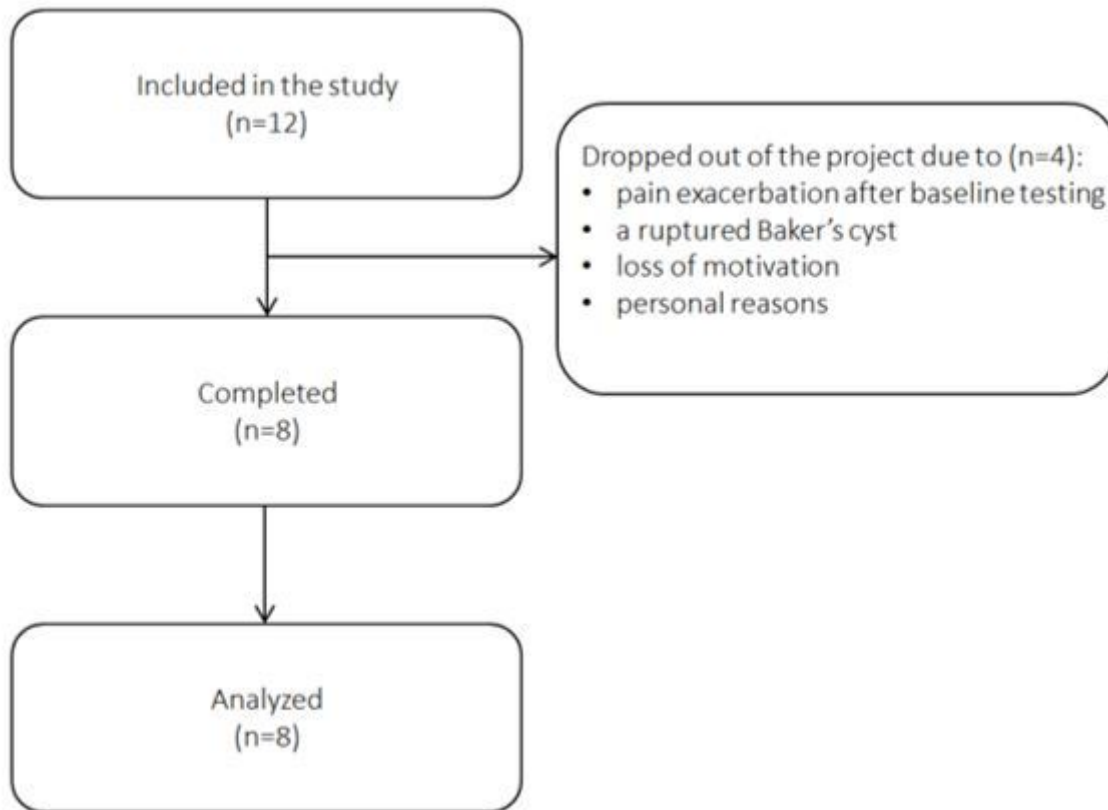 Included in the study
(n=12)
Dropped out of the project due to (n=4):
• pain exacerbation after baseline testing
• a ruptured Baker’s cyst
• loss of motivation
• personal reasons
Completed
(n=8)
Analyzed
(n=8)